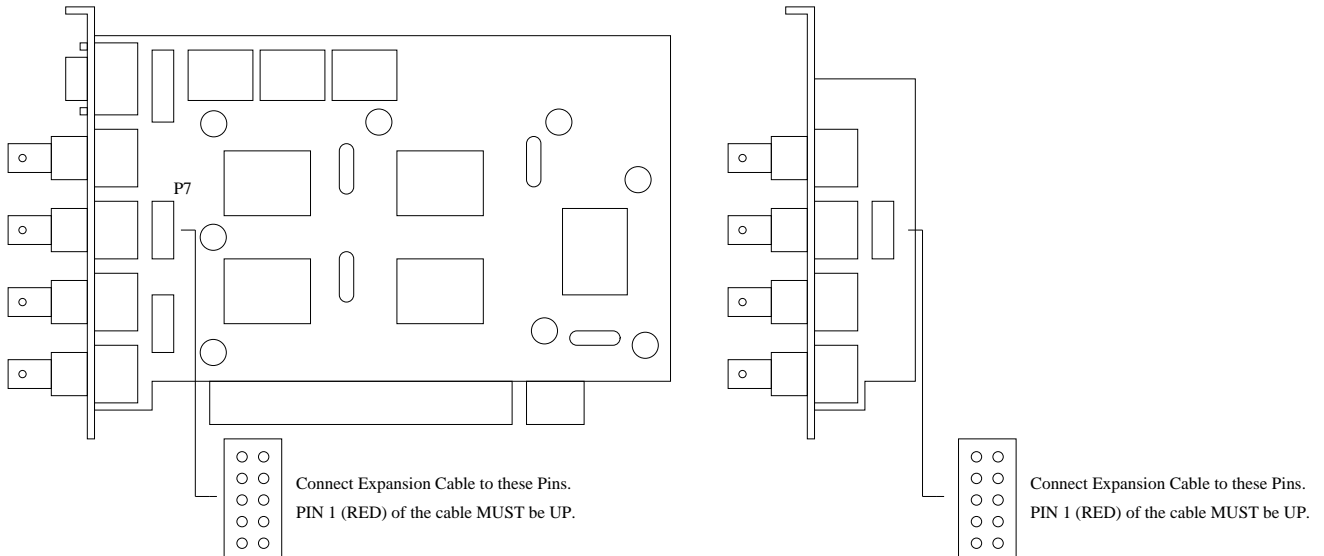 P7
Connect Expansion Cable to these Pins.
PIN 1 (RED) of the cable MUST be UP.
Connect Expansion Cable to these Pins.
PIN 1 (RED) of the cable MUST be UP.